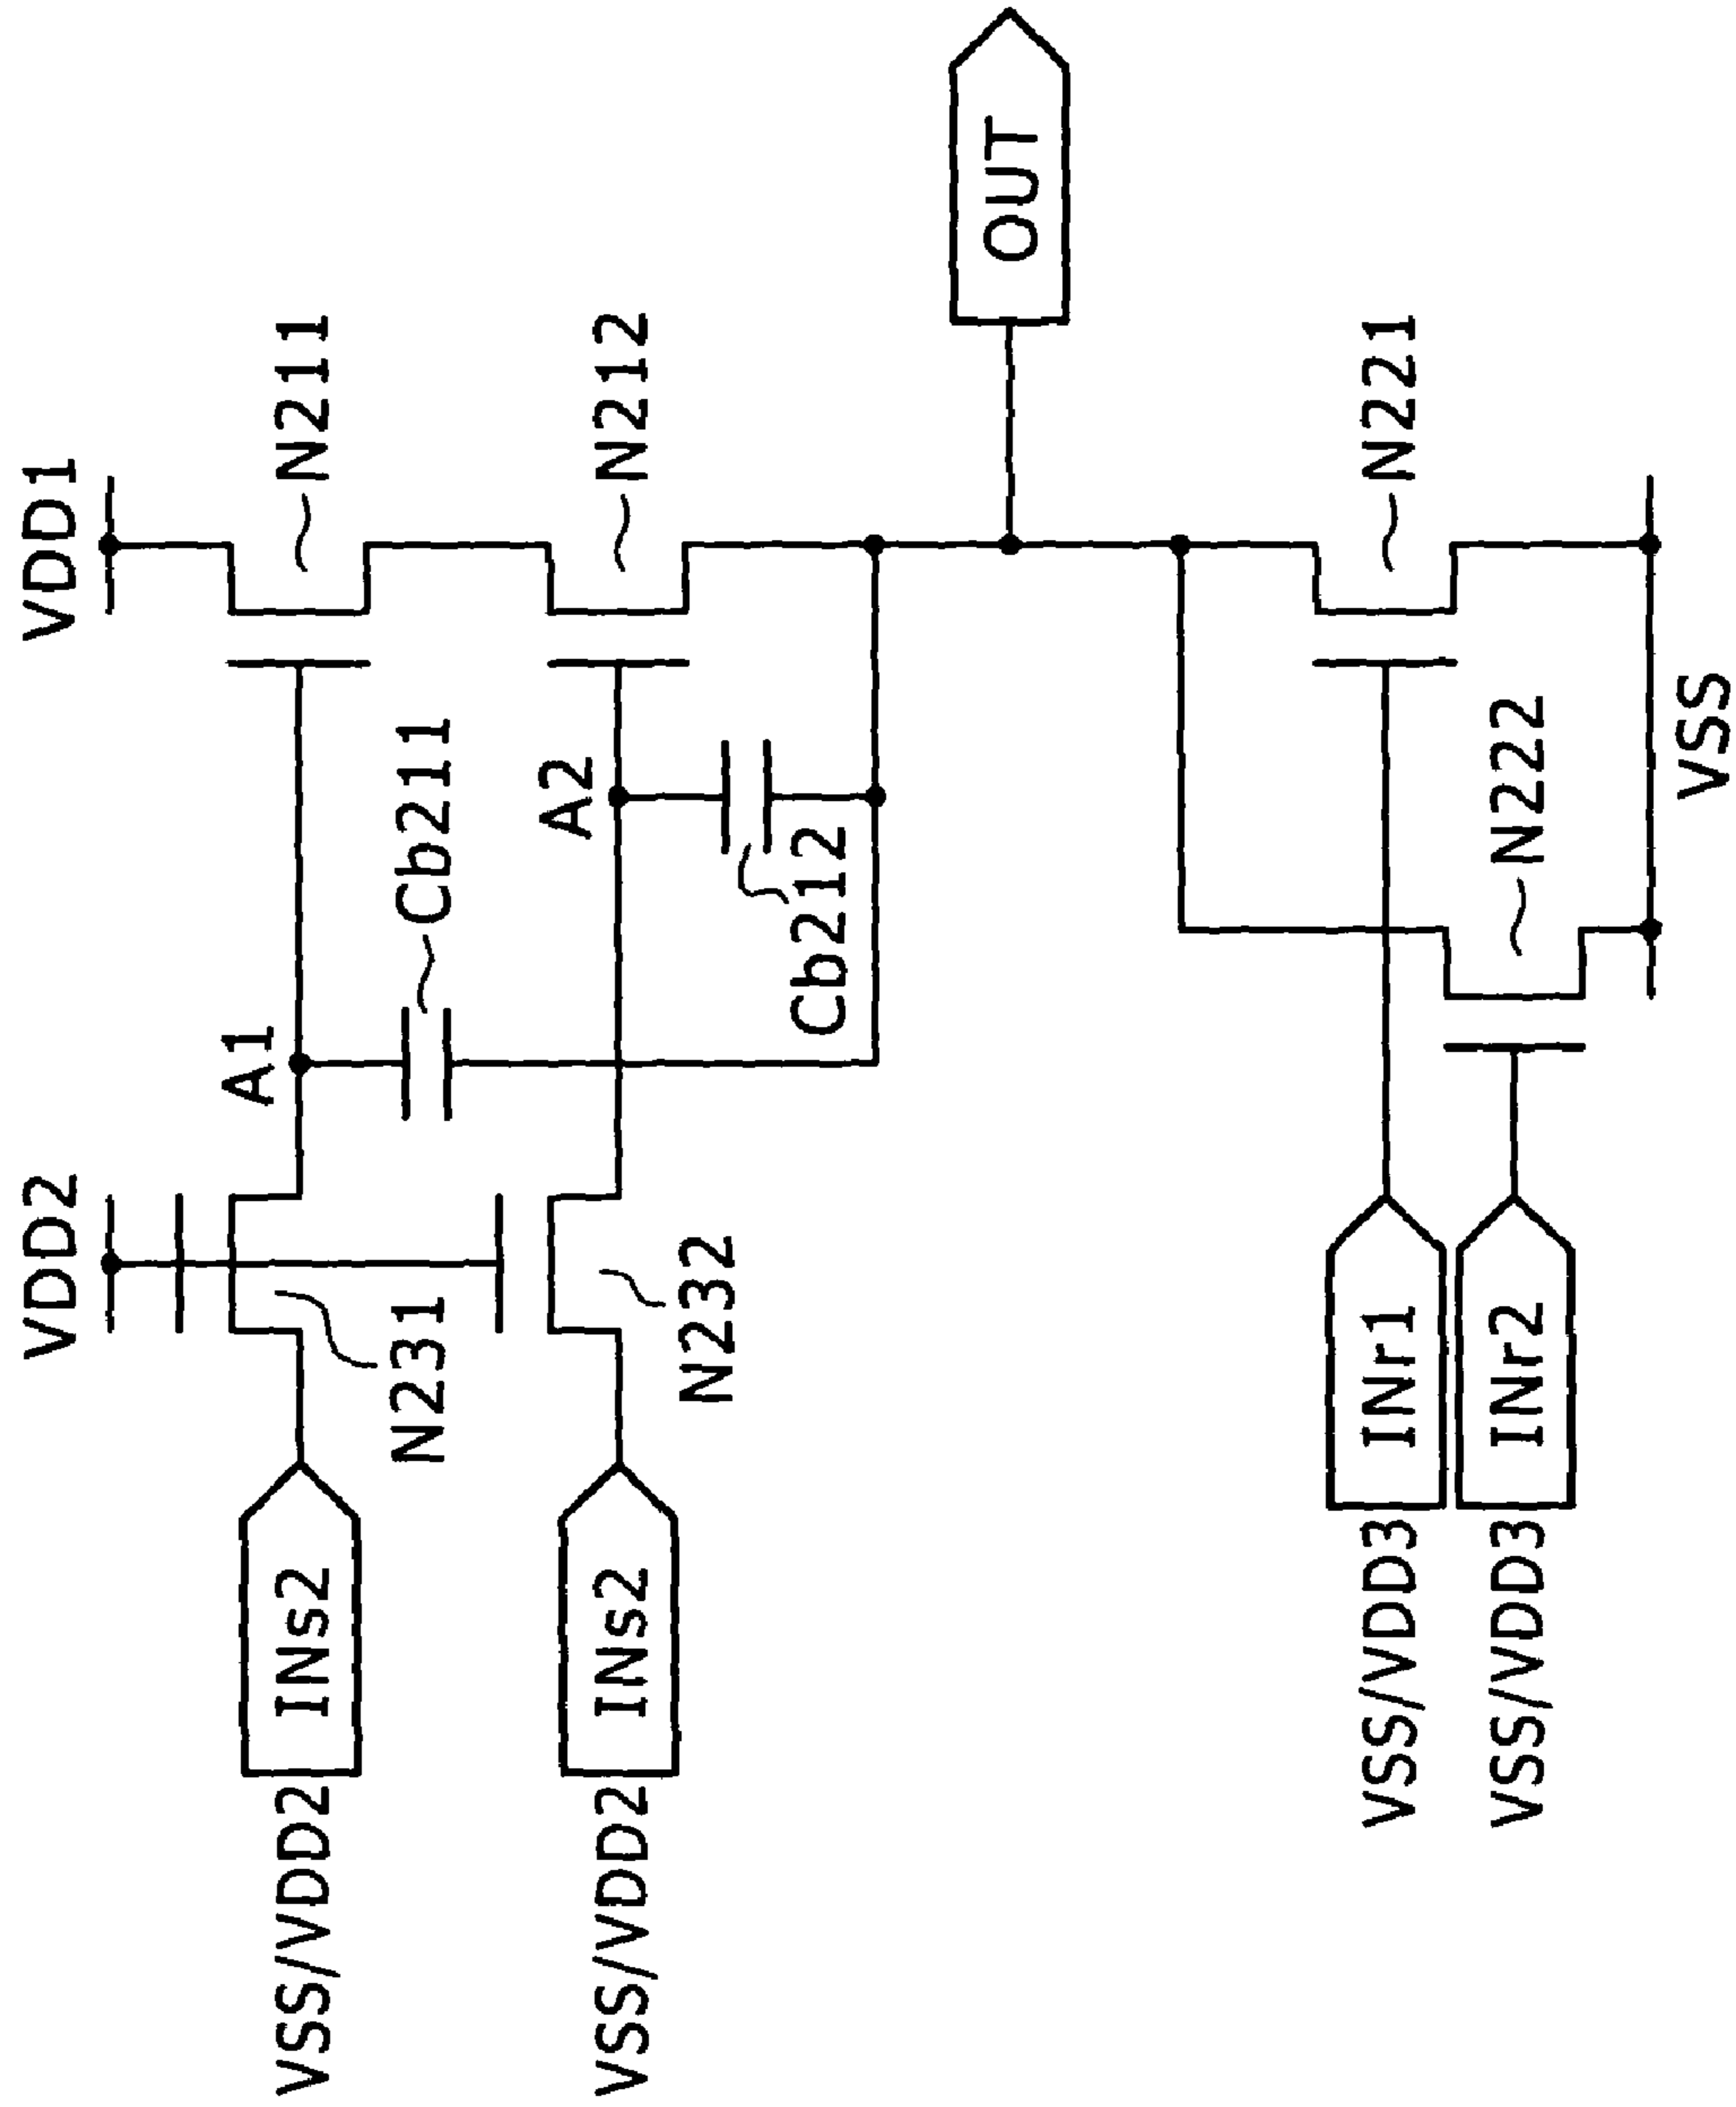 VDD2
VDD1
A1
N211
VSS/VDD2
INs2
N231
Cb211
A2
N212
VSS/VDD2
INs2
N232
Cb212
OUT
VSS/VDD3
INr1
N221
VSS/VDD3
INr2
N222
VSS